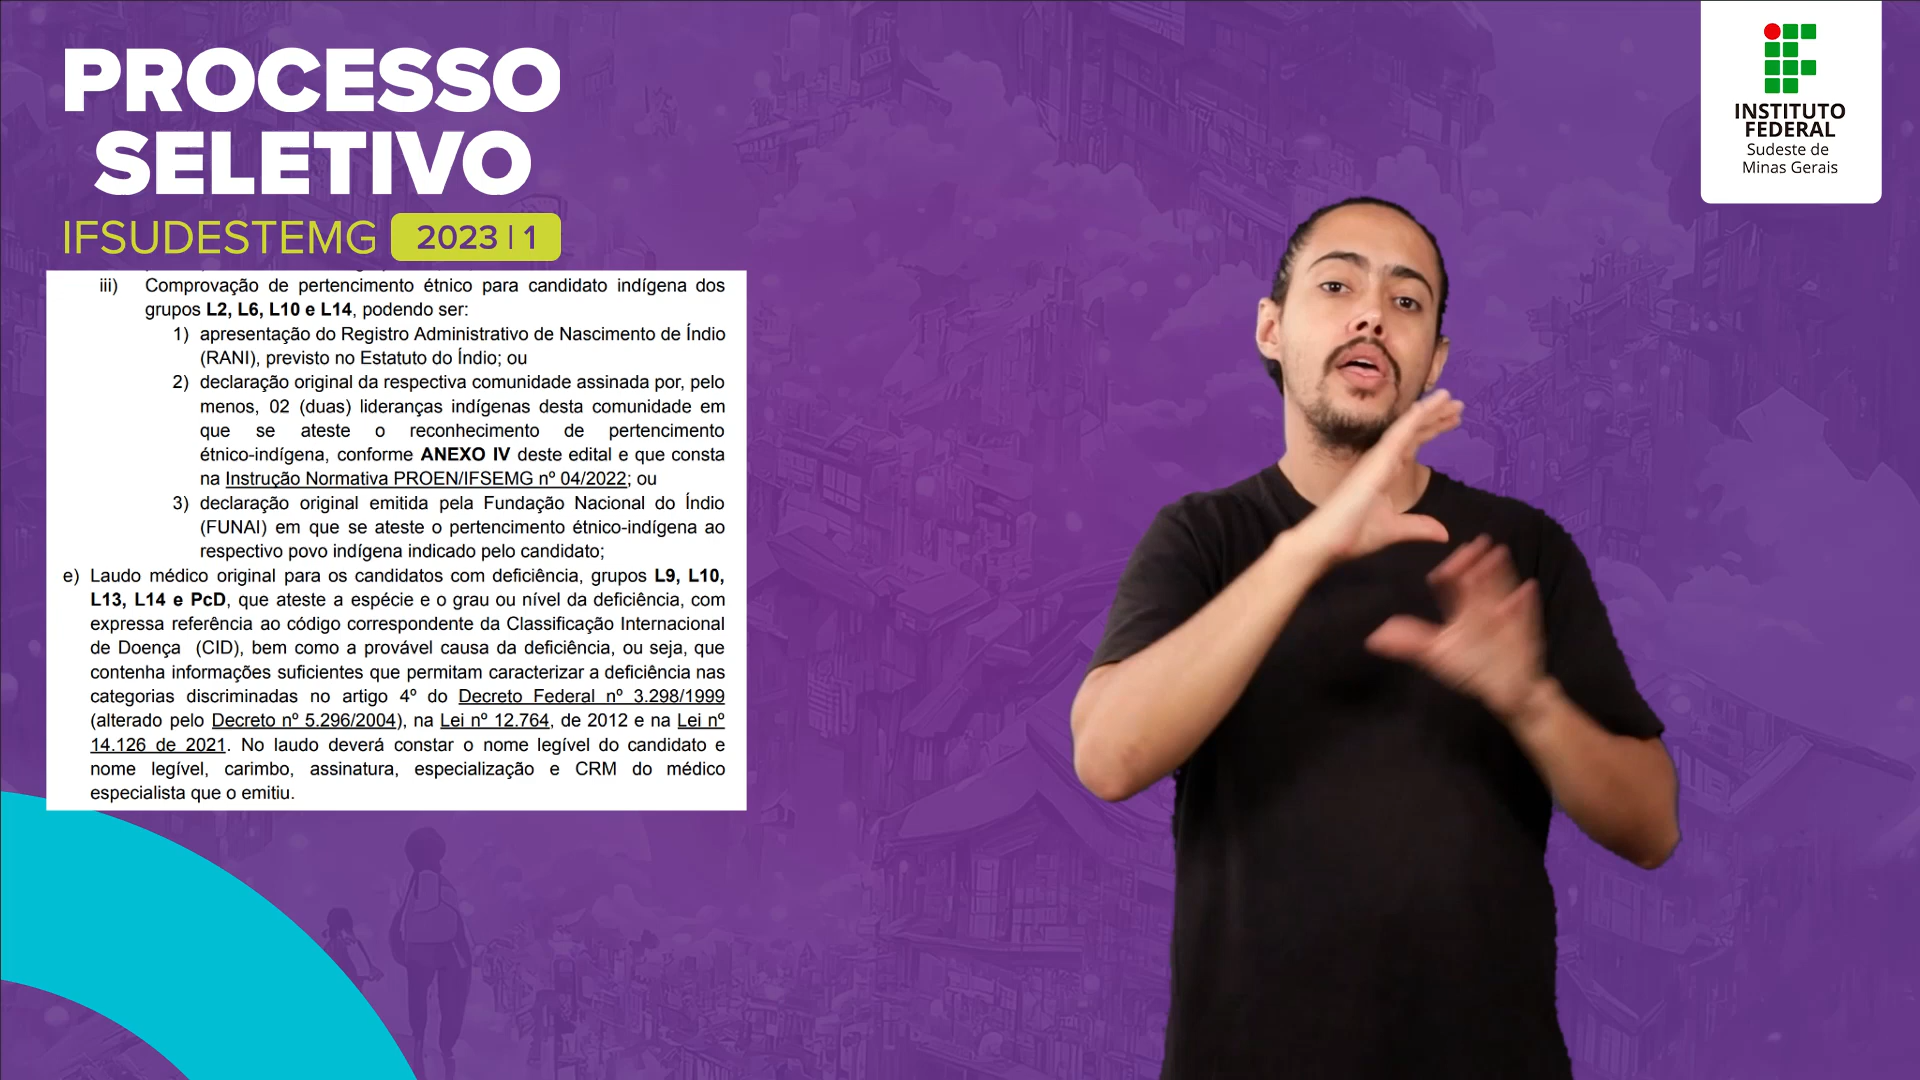 PROCESSO
SELETIVO
IFSUDESTEMG 2023 | 1
iii) Comprovação de pertencimento étnico para candidato indígena dos
grupos L2, L6, L10 e L14, podendo ser:
1) apresentação do Registro Administrativo de Nascimento de Índio
(RANI), previsto no Estatuto do Índio; ou
2) declaração original da respectiva comunidade assinada por, pelo
menos, 02 (duas) lideranças indígenas desta comunidade em
que se ateste o reconhecimento de pertencimento
étnico-indígena, conforme ANEXO IV deste edital e que consta
na Instrução Normativa PROEN/IFSEMG nº 04/2022; ou
3) declaração original emitida pela Fundação Nacional do Índio
(FUNAI) em que se ateste o pertencimento étnico-indígena ao
respectivo povo indígena indicado pelo candidato;
e) Laudo médico original para os candidatos com deficiência, grupos L9, L10,
L13, L14 e PcD, que ateste a espécie e o grau ou nível da deficiência, com
expressa referência ao código correspondente da Classificação Internacional
de Doença (CID), bem como a provável causa da deficiência, ou seja, que
contenha informações suficientes que permitam caracterizar a deficiência nas
categorias discriminadas no artigo 4º do Decreto Federal nº 3.298/1999
(alterado pelo Decreto nº 5.296/2004), na Lei nº 12.764, de 2012 e na Lei nº
14.126 de 2021. No laudo deverá constar o nome legível do candidato e
nome legível, carimbo, assinatura, especialização e CRM do médico
especialista que o emitiu.
INSTITUTO
FEDERAL
Sudeste de
Minas Gerais